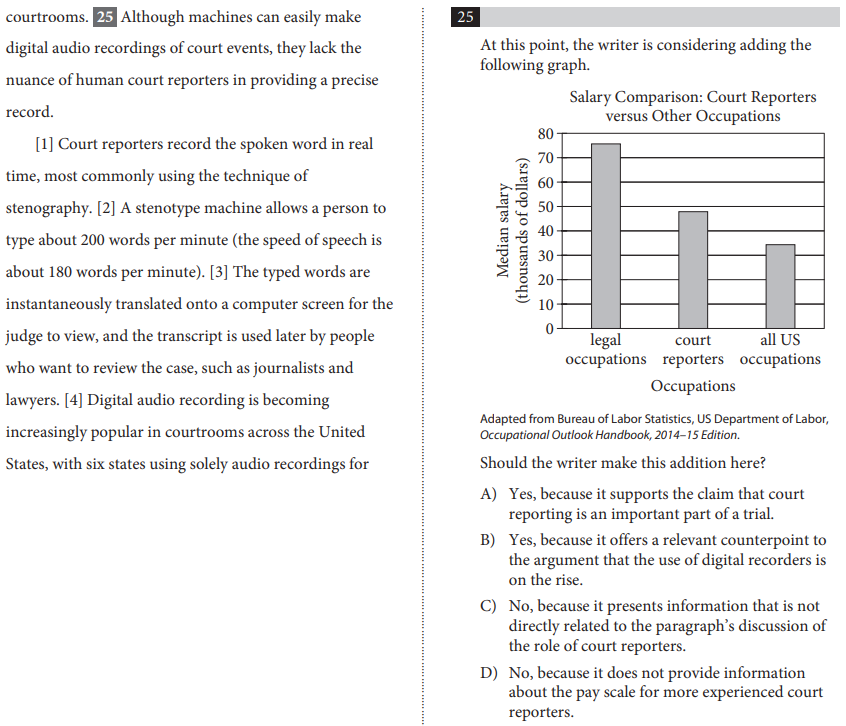 courtrooms. 25 Although machines can easily make
digital audio recordings of court events, they lack the
nuance of human court reporters in providing a precise
record.
[1] Court reporters record the spoken word in real
time, most commonly using the technique of
stenography. [2] A stenotype machine allows a person to
type about 200 words per minute (the speed of speech is
about 180 words per minute). [3] The typed words are
instantaneously translated onto a computer screen for the
judge to view, and the transcript is used later by people
who want to review the case, such as journalists and
lawyers. [4] Digital audio recording is becoming
increasingly popular in courtrooms across the United
States, with six states using solely audio recordings for
25
At this point, the writer is considering adding the
following graph.
Salary Comparison: Court Reporters
versus Other Occupations
Median salary
(thousands of dollars)
80
70
60
50
40
30
20
10
0
legal
occupations
court
reporters
all US
occupations
Occupations
Adapted from Bureau of Labor Statistics, US Department of Labor,
Occupational Outlook Handbook, 2014–15 Edition.
Should the writer make this addition here?
A) Yes, because it supports the claim that court
reporting is an important part of a trial.
B) Yes, because it offers a relevant counterpoint to
the argument that the use of digital recorders is
on the rise.
C) No, because it presents information that is not
directly related to the paragraph's discussion of
the role of court reporters.
D) No, because it does not provide information
about the pay scale for more experienced court
reporters.